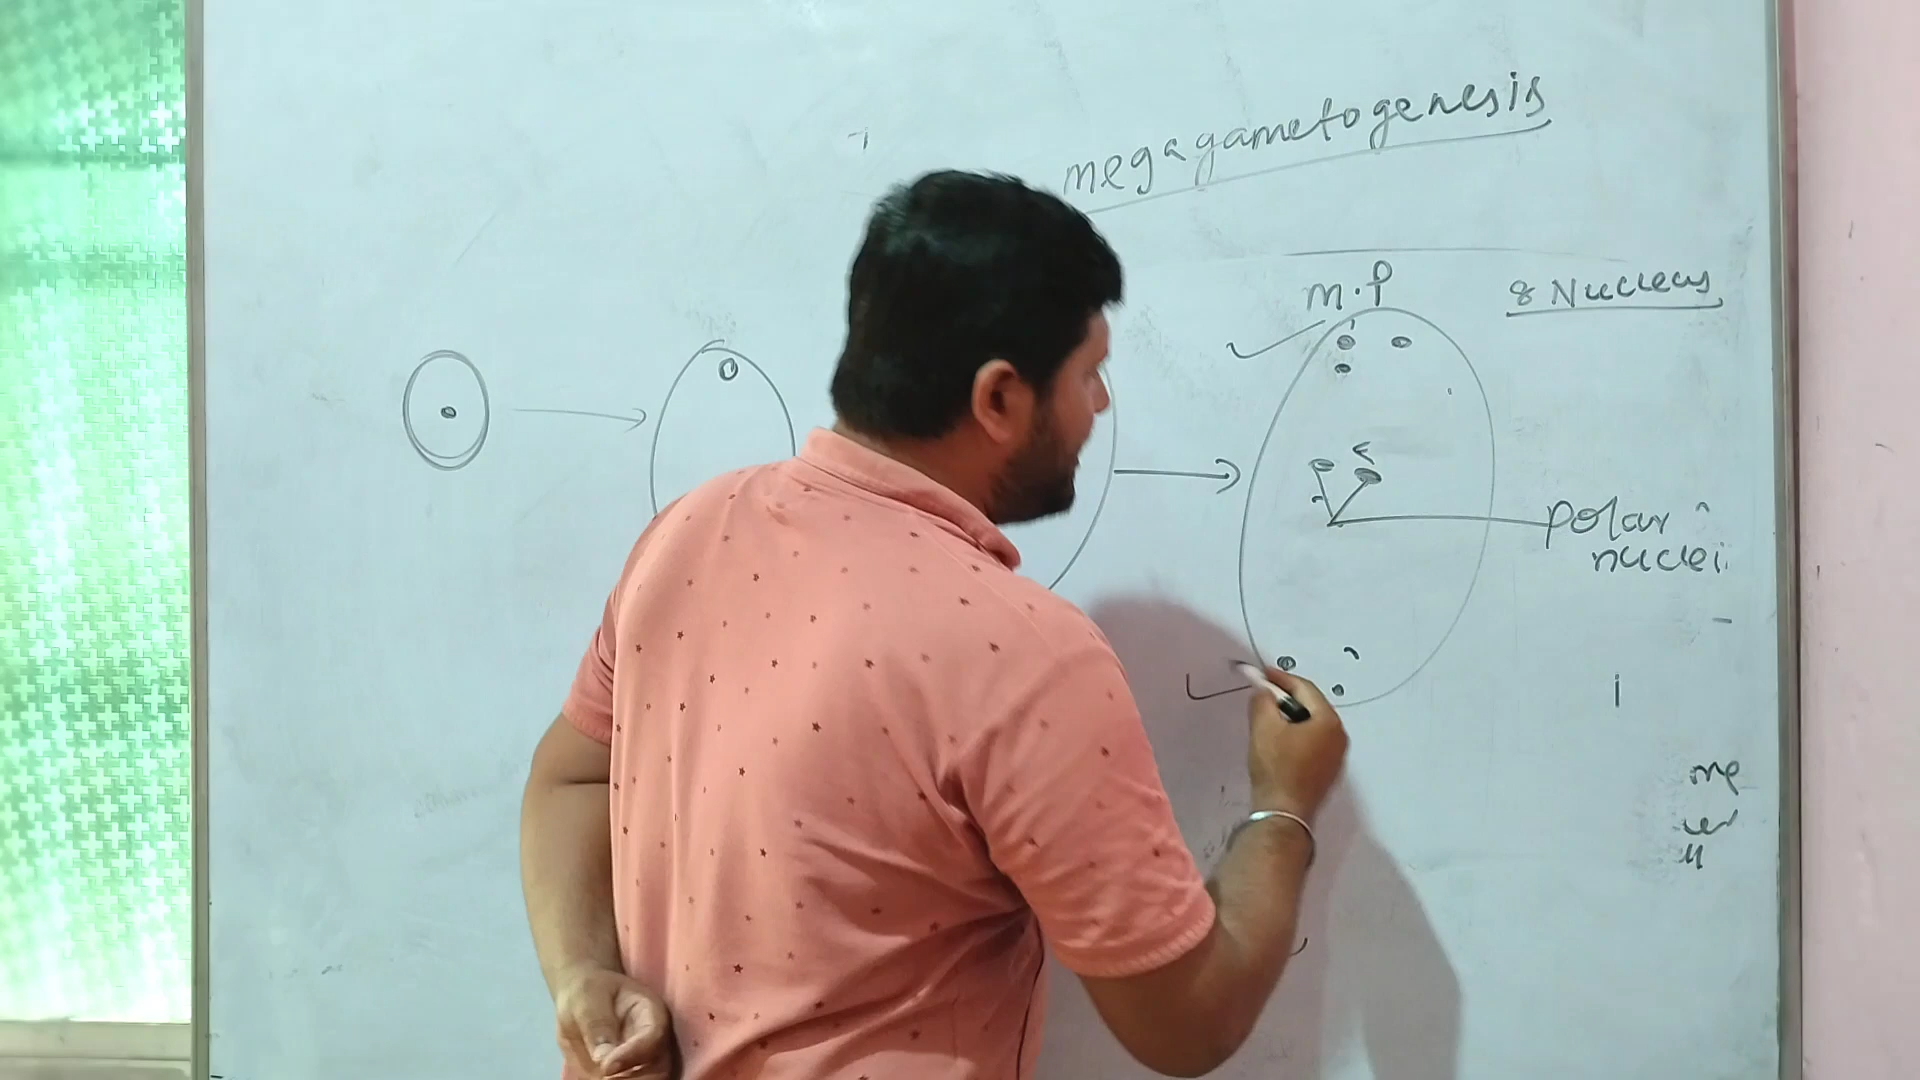 megagametogenesis
m.p
8 Nucleus
polar
nuclei